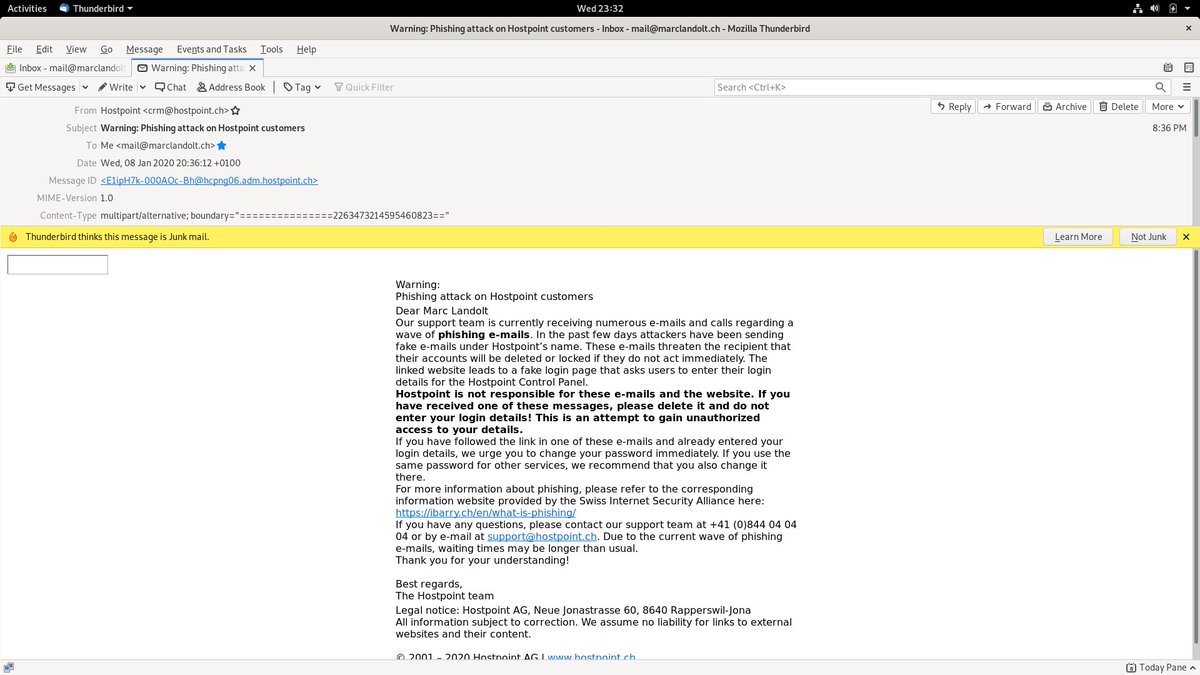 Activities Thunderbird Wed 23:32
Warning: Phishing attack on Hostpoint customers - Inbox - mail@marclandolt.ch - Mozilla Thunderbird
File Edit View Go Message Events and Tasks Tools Help
Inbox - mail@marclandol Warning: Phishing atta
Get Messages Write Chat Address Book Tag Quick Filter Search <Ctrl+K>
From Hostpoint <crm@hostpoint.ch> Reply Forward Archive Delete More
Subject Warning: Phishing attack on Hostpoint customers 8:36 PM
To Me <mail@marclandolt.ch>
Date Wed, 08 Jan 2020 20:36:12 +0100
Message ID <E1ipH7k-000AOc-Bh@hcpng06.adm.hostpoint.ch>
MIME-Version 1.0
Content-Type multipart/alternative; boundary="===============2263473214595460823=="
Thunderbird thinks this message is Junk mail. Learn More Not Junk
Warning:
Phishing attack on Hostpoint customers
Dear Marc Landolt
Our support team is currently receiving numerous e-mails and calls regarding a
wave of phishing e-mails. In the past few days attackers have been sending
fake e-mails under Hostpoint's name. These e-mails threaten the recipient that
their accounts will be deleted or locked if they do not act immediately. The
linked website leads to a fake login page that asks users to enter their login
details for the Hostpoint Control Panel.
Hostpoint is not responsible for these e-mails and the website. If you
have received one of these messages, please delete it and do not
enter your login details! This is an attempt to gain unauthorized
access to your details.
If you have followed the link in one of these e-mails and already entered your
login details, we urge you to change your password immediately. If you use the
same password for other services, we recommend that you also change it
there.
For more information about phishing, please refer to the corresponding
information website provided by the Swiss Internet Security Alliance here:
https://ibarry.ch/en/what-is-phishing/
If you have any questions, please contact our support team at +41 (0)844 04 04
04 or by e-mail at support@hostpoint.ch. Due to the current wave of phishing
e-mails, waiting times may be longer than usual.
Thank you for your understanding!
Best regards,
The Hostpoint team
Legal notice: Hostpoint AG, Neue Jonastrasse 60, 8640 Rapperswil-Jona
All information subject to correction. We assume no liability for links to external
websites and their content.
© 2001 – 2020 Hostpoint AG | www.hostpoint.ch
Today Pane